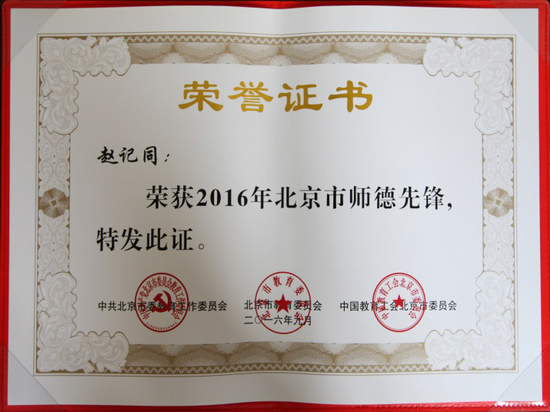 荣誉证书
赵记同：
荣获2016年北京市师德先锋，
特发此证。
中共北京市委教育工作委员会 北京市教育委员会 中国教育工会北京市委员会
二〇一六年九月